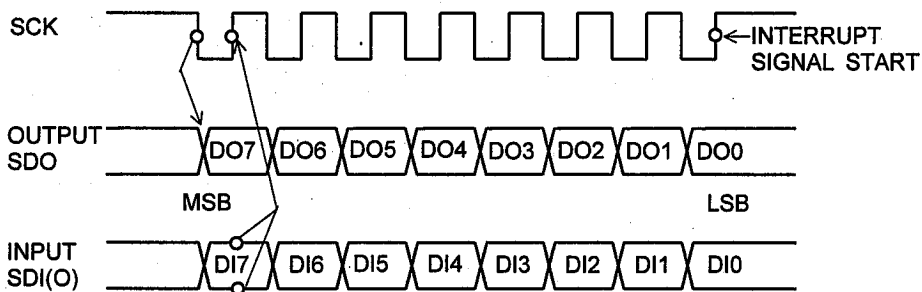 SCK
INTERRUPT
SIGNAL START
OUTPUT
SDO
DO7 DO6 DO5 DO4 DO3 DO2 DO1 DO0
MSB LSB
INPUT
SDI(O)
DI7 DI6 DI5 DI4 DI3 DI2 DI1 DI0